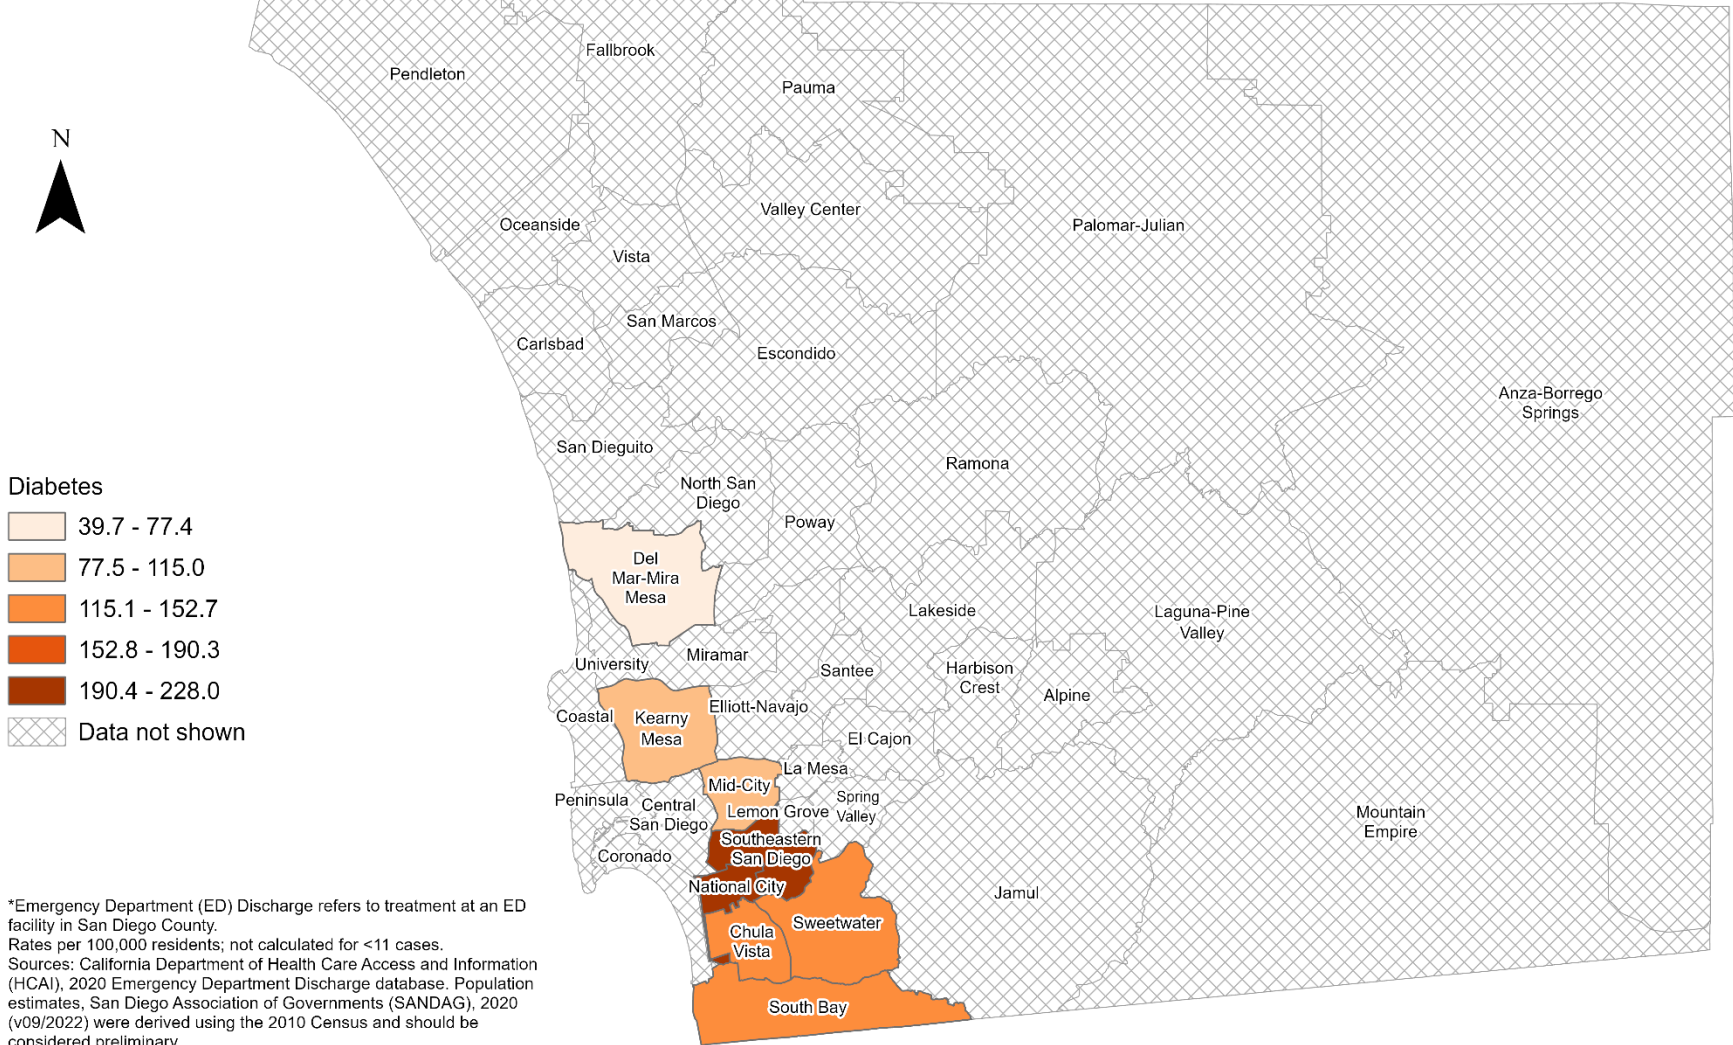 Fallbrook
Pendleton
Pauma
N
Valley Center
Oceanside
Palomar-Julian
Vista
San Marcos
Carlsbad
Escondido
Anza-Borrego
Springs
San Dieguito
Ramona
North San
Diego
Poway
Diabetes
39.7 - 77.4
77.5 - 115.0
115.1 - 152.7
152.8 - 190.3
190.4 - 228.0
Data not shown
Del
Mar-Mira
Mesa
Lakeside
Laguna-Pine
Valley
Miramar
University
Santee
Harbison
Crest
Alpine
Elliott-Navajo
Coastal
Kearny
Mesa
El Cajon
La Mesa
Mid-City
Peninsula
Central
San Diego
Lemon Grove
Spring
Valley
Mountain
Empire
Southeastern
San Diego
Coronado
National City
Jamul
Sweetwater
Chula
Vista
South Bay
*Emergency Department (ED) Discharge refers to treatment at an ED
facility in San Diego County.
Rates per 100,000 residents; not calculated for <11 cases.
Sources: California Department of Health Care Access and Information
(HCAI), 2020 Emergency Department Discharge database. Population
estimates, San Diego Association of Governments (SANDAG), 2020
(v09/2022) were derived using the 2010 Census and should be
considered preliminary.